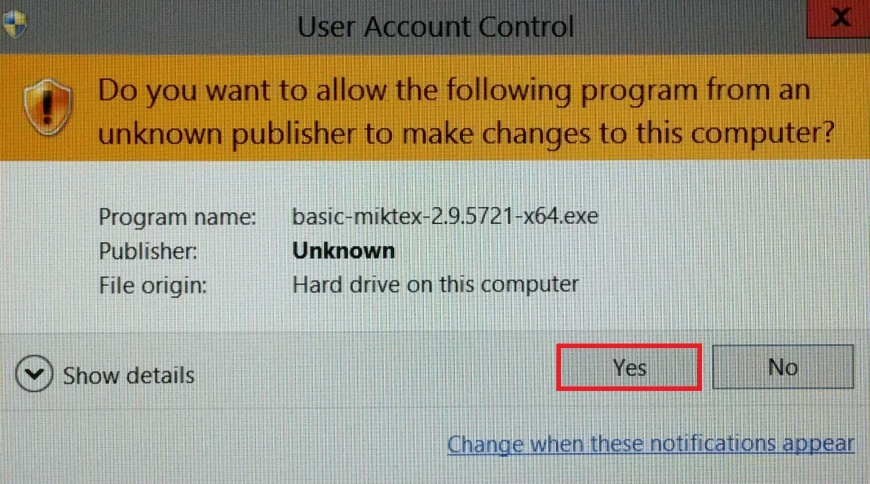 User Account Control
X
Do you want to allow the following program from an
unknown publisher to make changes to this computer?
Program name: basic-miktex-2.9.5721-x64.exe
Publisher: Unknown
File origin: Hard drive on this computer
Show details
Yes
No
Change when these notifications appear